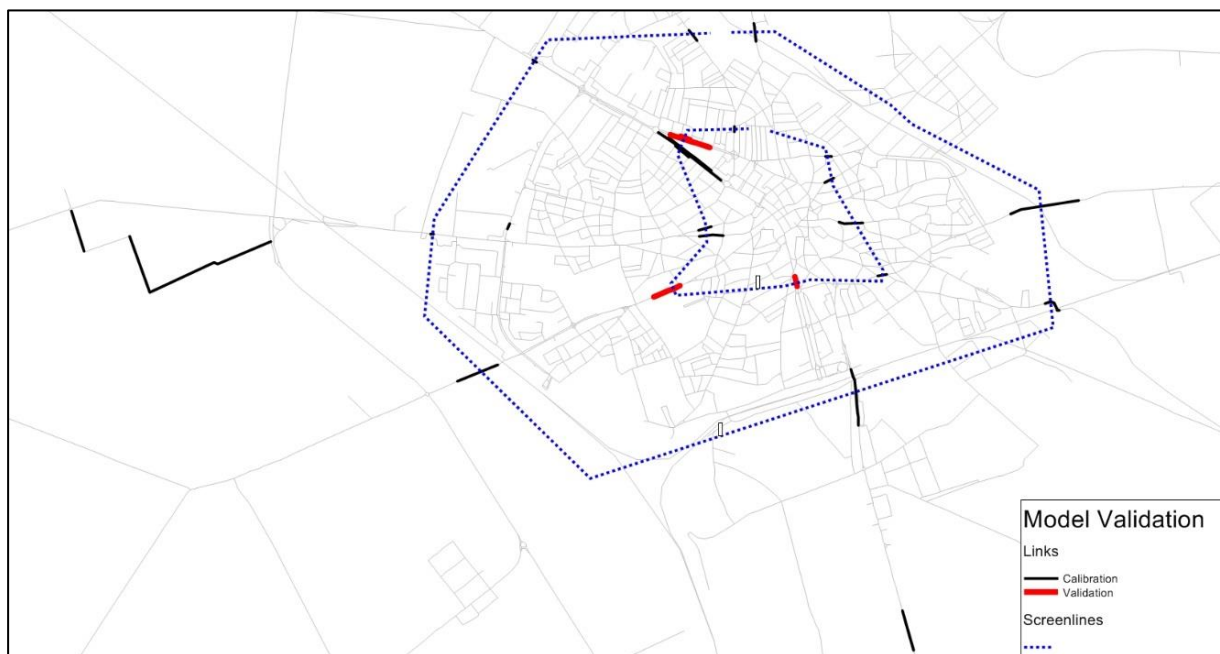 Model Validation
Links
Calibration
Validation
Screenlines